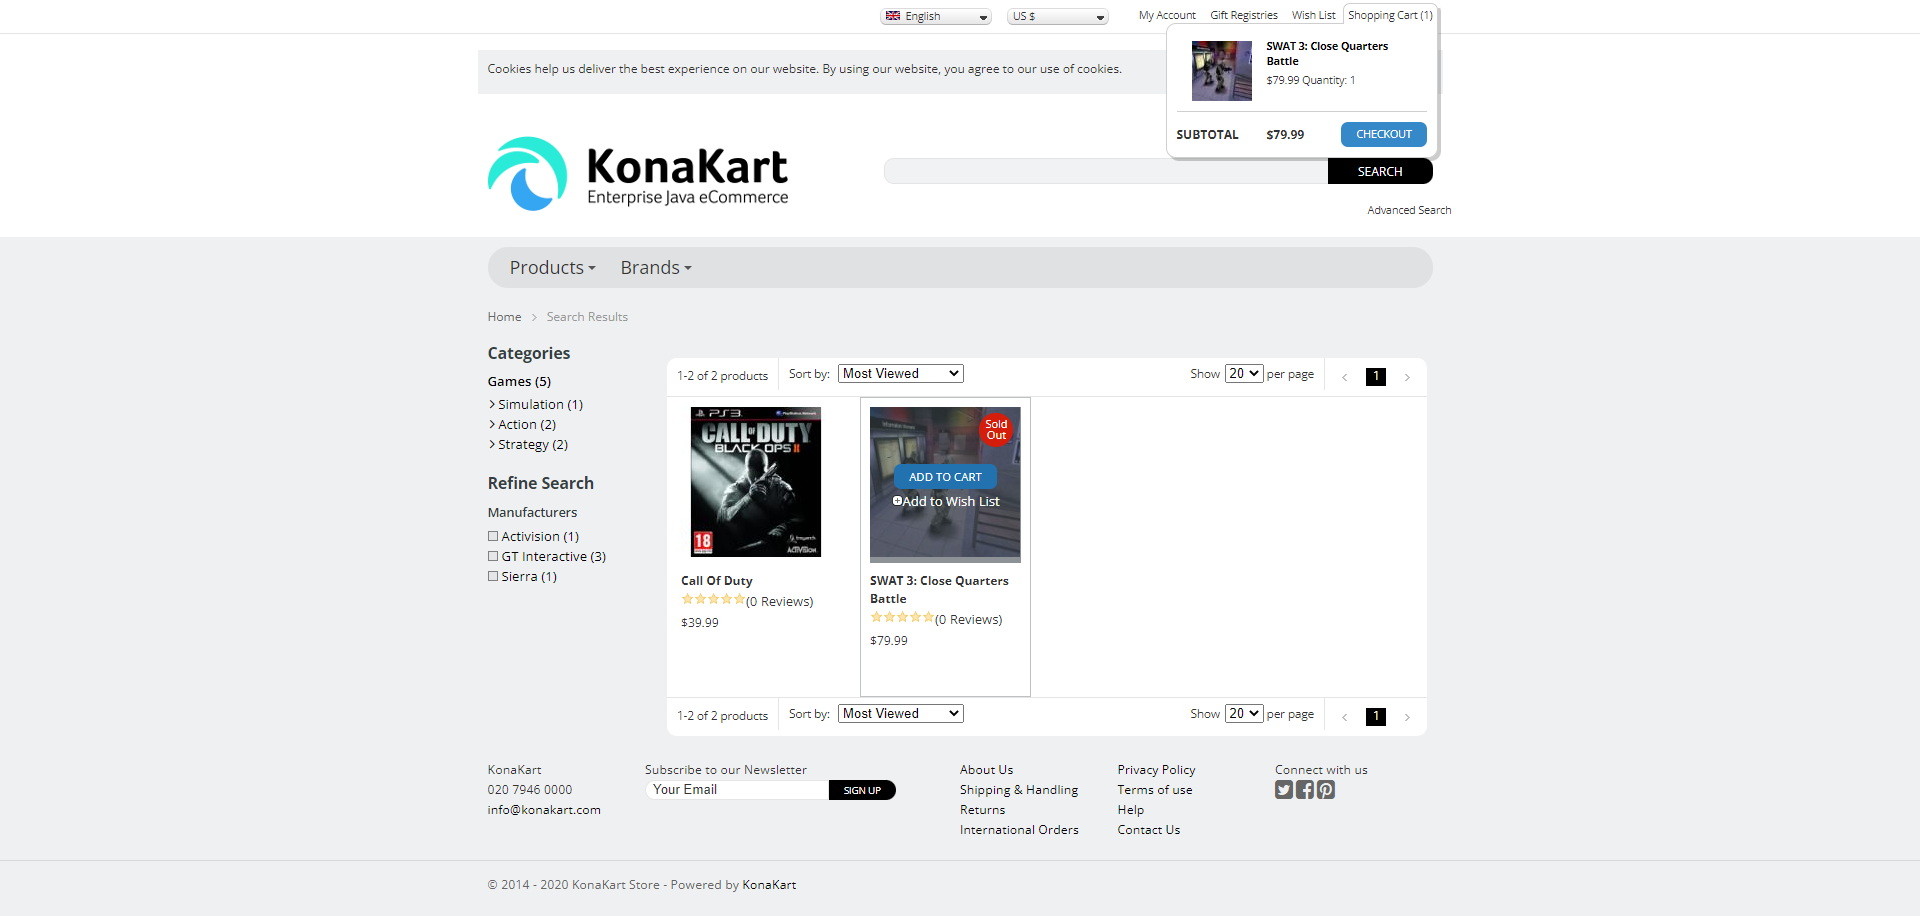 English
US $
My Account
Gift Registries
Wish List
Shopping Cart (1)
SWAT 3: Close Quarters
Battle
$79.99 Quantity: 1
SUBTOTAL $79.99 CHECKOUT
Cookies help us deliver the best experience on our website. By using our website, you agree to our use of cookies.
KonaKart
Enterprise Java eCommerce
SEARCH
Advanced Search
Products
Brands
Home > Search Results
Categories
Games (5)
Simulation (1)
Action (2)
Strategy (2)
Refine Search
Manufacturers
Activision (1)
GT Interactive (3)
Sierra (1)
1-2 of 2 products
Sort by: Most Viewed
Show 20 per page
1
PS3
CALL OF DUTY
BLACK OPS II
18
ACTIVISION
Call Of Duty
(0 Reviews)
$39.99
Sold
Out
ADD TO CART
Add to Wish List
SWAT 3: Close Quarters
Battle
(0 Reviews)
$79.99
1-2 of 2 products
Sort by: Most Viewed
Show 20 per page
1
KonaKart
020 7946 0000
info@konakart.com
Subscribe to our Newsletter
Your Email
SIGN UP
About Us
Shipping & Handling
Returns
International Orders
Privacy Policy
Terms of use
Help
Contact Us
Connect with us
© 2014 - 2020 KonaKart Store - Powered by KonaKart